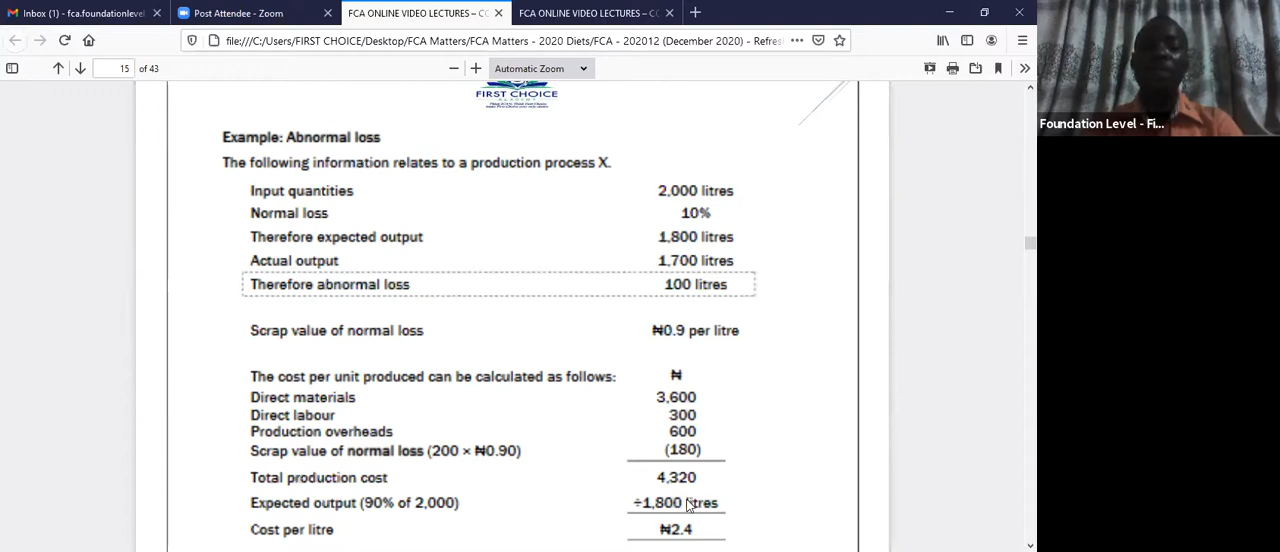 Inbox (1) - fca.foundationlevel
Post Attendee - Zoom
FCA ONLINE VIDEO LECTURES – CO
FCA ONLINE VIDEO LECTURES – CO
file:///C:/Users/FIRST CHOICE/Desktop/FCA Matters/FCA Matters - 2020 Diets/FCA - 202012 (December 2020) - Refres
15 of 43
Automatic Zoom
Foundation Level - Fi...
FIRST CHOICE
Example: Abnormal loss
The following information relates to a production process X.
Input quantities 2,000 litres
Normal loss 10%
Therefore expected output 1,800 litres
Actual output 1,700 litres
Therefore abnormal loss 100 litres
Scrap value of normal loss ₦0.9 per litre
The cost per unit produced can be calculated as follows: ₦
Direct materials 3,600
Direct labour 300
Production overheads 600
Scrap value of normal loss (200 × ₦0.90) (180)
Total production cost 4,320
Expected output (90% of 2,000) ÷1,800 litres
Cost per litre ₦2.4